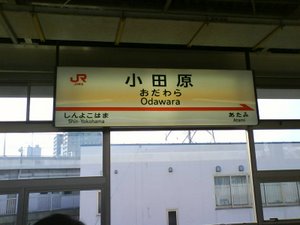 JR
小田原
おだわら
Odawara
しんよこはま
Shin-Yokohama
あたみ
Atami